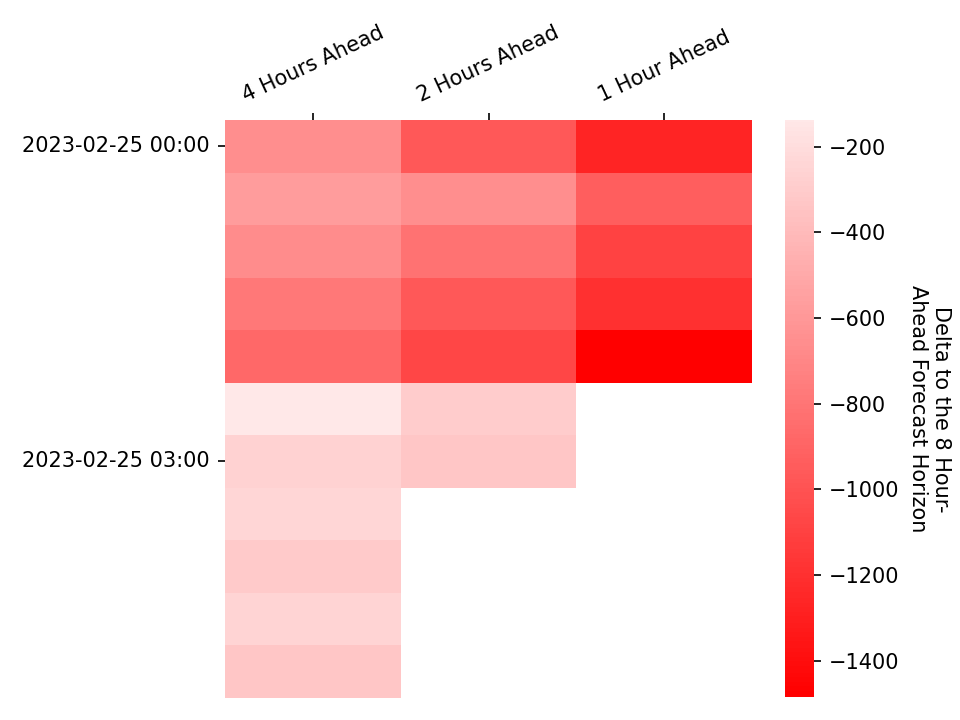 4 Hours Ahead
2 Hours Ahead
1 Hour Ahead
2023-02-25 00:00
2023-02-25 03:00
−200
−400
−600
−800
−1000
−1200
−1400
Delta to the 8 Hour-
Ahead Forecast Horizon